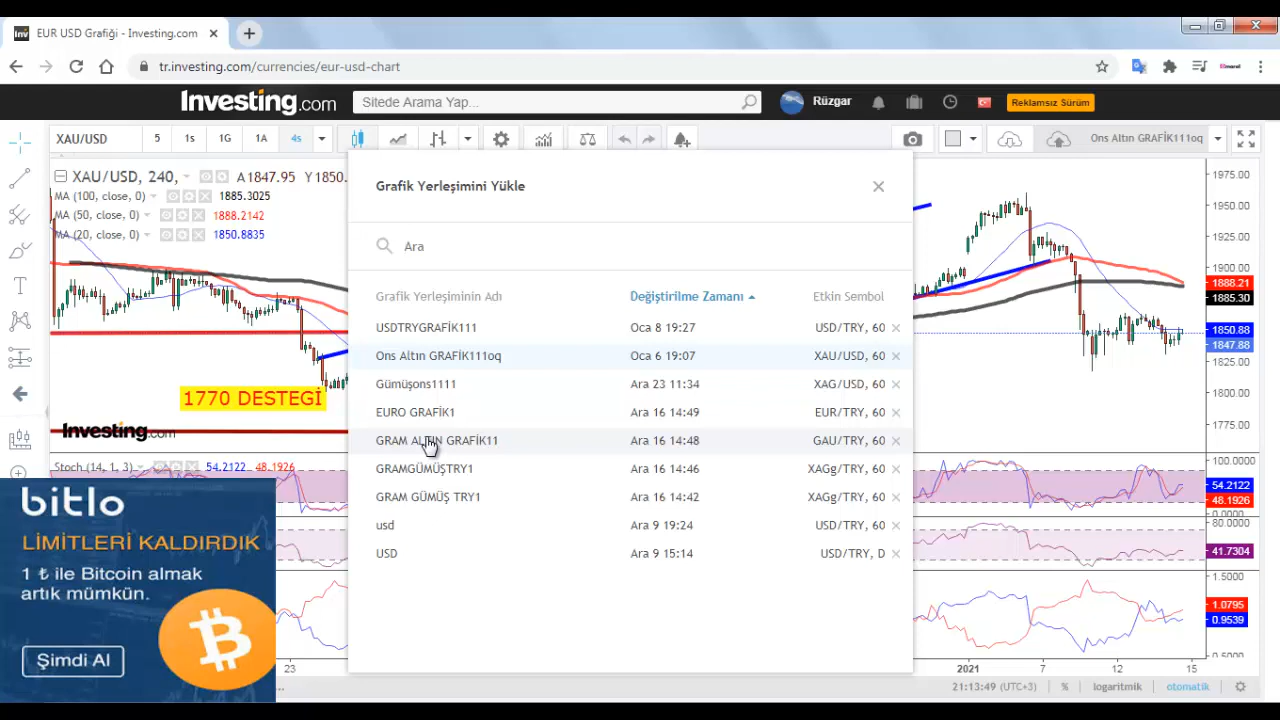 EUR USD Grafiği - Investing.com
tr.investing.com/currencies/eur-usd-chart
Investing.com
Sitede Arama Yap...
Rüzgar
Reklamsız Sürüm
XAU/USD 5 1s 1G 1A 4s
Ons Altın GRAFİK111oq
XAU/USD, 240, A1847.95 Y1850.
MA (100, close, 0) 1885.3025
MA (50, close, 0) 1888.2142
MA (20, close, 0) 1850.8835
Grafik Yerleşimini Yükle
Ara
Grafik Yerleşiminin Adı Değiştirilme Zamanı Etkin Sembol
USDTRYGRAFİK111 Oca 8 19:27 USD/TRY, 60
Ons Altın GRAFİK111oq Oca 6 19:07 XAU/USD, 60
Gümüşons1111 Ara 23 11:34 XAG/USD, 60
EURO GRAFİK1 Ara 16 14:49 EUR/TRY, 60
GRAM ALTIN GRAFİK11 Ara 16 14:48 GAU/TRY, 60
GRAMGÜMÜŞTRY1 Ara 16 14:46 XAGg/TRY, 60
GRAM GÜMÜŞ TRY1 Ara 16 14:42 XAGg/TRY, 60
usd Ara 9 19:24 USD/TRY, 60
USD Ara 9 15:14 USD/TRY, D
1770 DESTEGİ
Investing.com
Stoch (14, 1, 3) 54.2122 48.1926
1975.00
1950.00
1925.00
1900.00
1888.21
1885.30
1850.88
1847.88
1825.00
1800.00
1775.00
100.0000
54.2122
48.1926
0.0000
80.0000
41.7304
1.5000
1.0795
0.9539
0.5000
bitlo
LİMİTLERİ KALDIRDIK
1 ₺ ile Bitcoin almak
artık mümkün.
Şimdi Al
23 2021 7 12 15
21:13:49 (UTC+3) % logaritmik otomatik